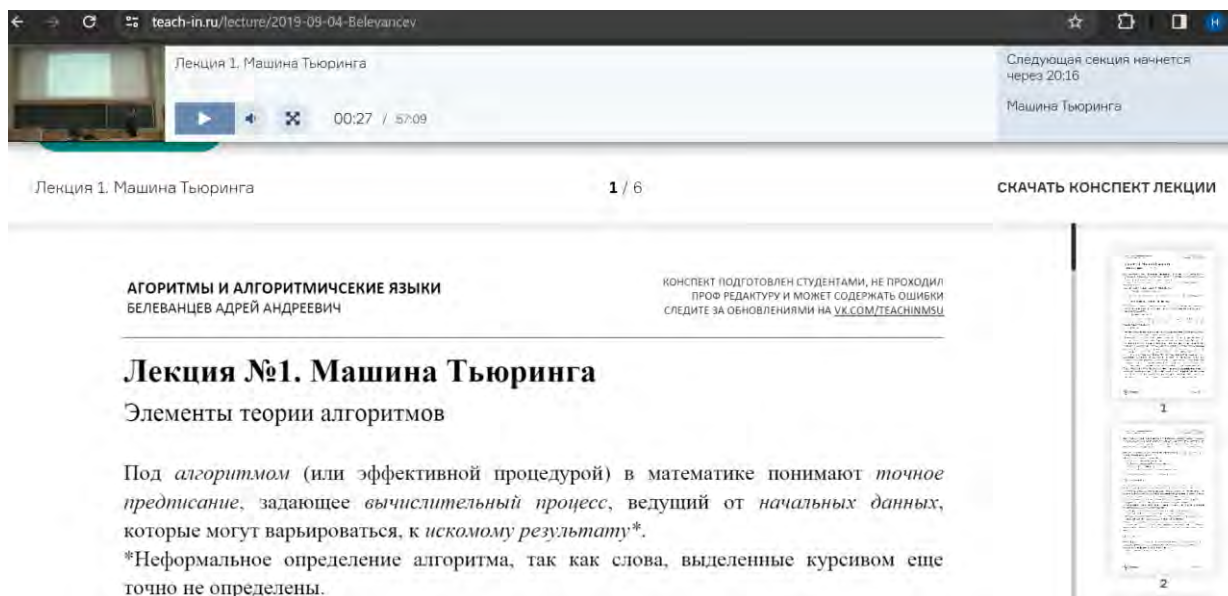 teach-in.ru/lecture/2019-09-04-Belevancev
Н
Лекция 1. Машина Тьюринга
00:27 / 57:09
Следующая секция начнется
через 20:16
Машина Тьюринга
Лекция 1. Машина Тьюринга
1 / 6
СКАЧАТЬ КОНСПЕКТ ЛЕКЦИИ
АГОРИТМЫ И АЛГОРИТМИЧСЕКИЕ ЯЗЫКИ
БЕЛЕВАНЦЕВ АДРЕЙ АНДРЕЕВИЧ
КОНСПЕКТ ПОДГОТОВЛЕН СТУДЕНТАМИ, НЕ ПРОХОДИЛ
ПРОФ РЕДАКТУРУ И МОЖЕТ СОДЕРЖАТЬ ОШИБКИ
СЛЕДИТЕ ЗА ОБНОВЛЕНИЯМИ НА VK.COM/TEACHINMSU
Лекция №1. Машина Тьюринга
Элементы теории алгоритмов
Под алгоритмом (или эффективной процедурой) в математике понимают точное
предписание, задающее вычислительный процесс, ведущий от начальных данных,
которые могут варьироваться, к искомому результату*.
*Неформальное определение алгоритма, так как слова, выделенные курсивом еще
точно не определены.
1
2